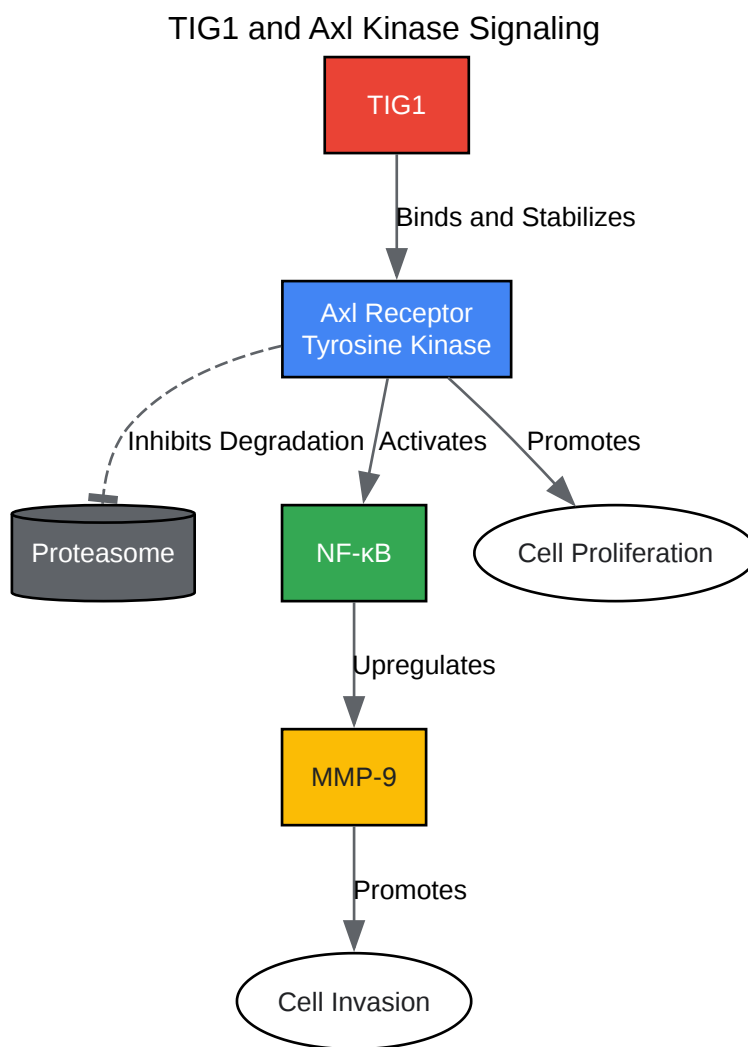 TIG1 and Axl Kinase Signaling
TIG1
Binds and Stabilizes
Axl Receptor
Tyrosine Kinase
Inhibits Degradation
Activates
Promotes
Proteasome
NF-κB
Cell Proliferation
Upregulates
MMP-9
Promotes
Cell Invasion